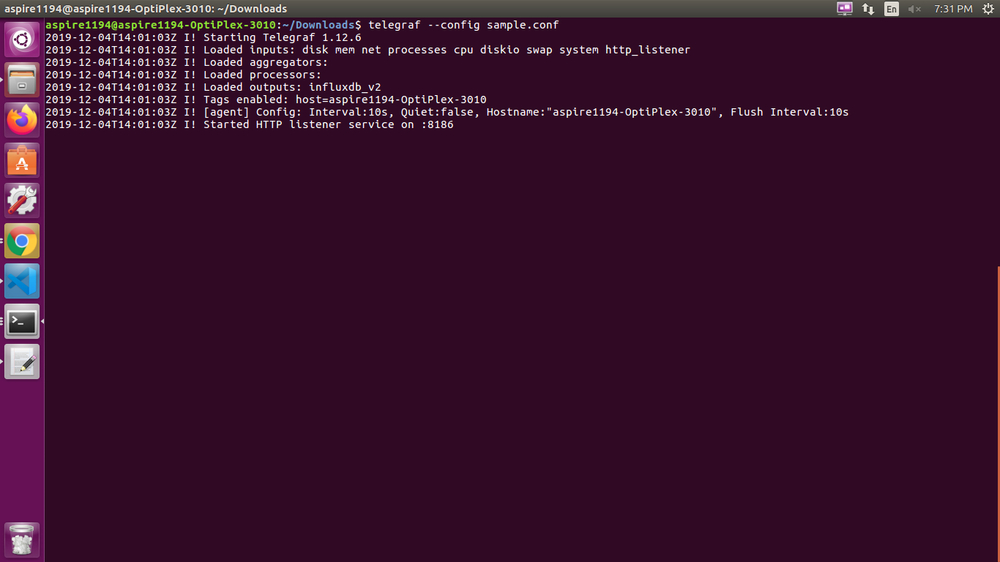 aspire1194@aspire1194-OptiPlex-3010: ~/Downloads
En
7:31 PM
aspire1194@aspire1194-OptiPlex-3010:~/Downloads$ telegraf --config sample.conf
2019-12-04T14:01:03Z I! Starting Telegraf 1.12.6
2019-12-04T14:01:03Z I! Loaded inputs: disk mem net processes cpu diskio swap system http_listener
2019-12-04T14:01:03Z I! Loaded aggregators:
2019-12-04T14:01:03Z I! Loaded processors:
2019-12-04T14:01:03Z I! Loaded outputs: influxdb_v2
2019-12-04T14:01:03Z I! Tags enabled: host=aspire1194-OptiPlex-3010
2019-12-04T14:01:03Z I! [agent] Config: Interval:10s, Quiet:false, Hostname:"aspire1194-OptiPlex-3010", Flush Interval:10s
2019-12-04T14:01:03Z I! Started HTTP listener service on :8186